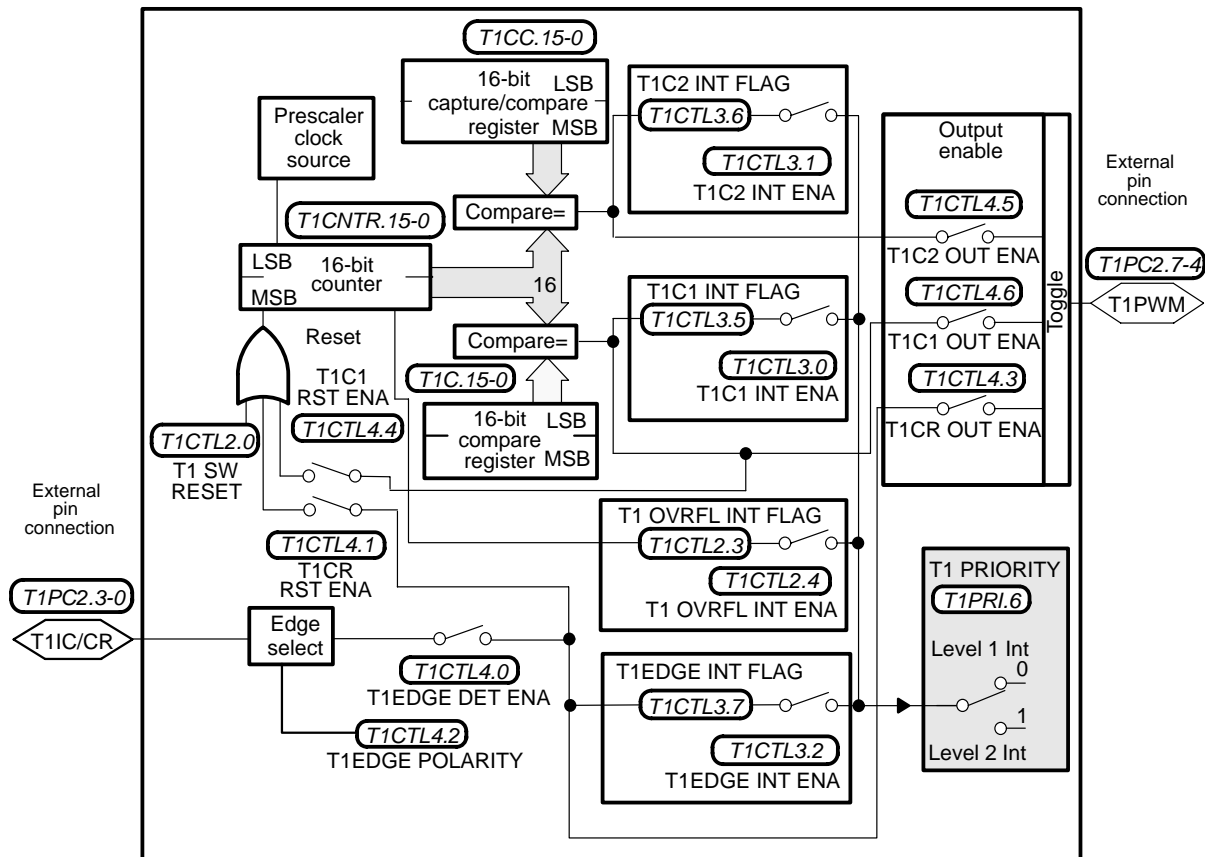 T1CC.15-0
16-bit
capture/compare
register
LSB
MSB
Prescaler
clock
source
T1CNTR.15-0
LSB
MSB
16-bit
counter
Compare=
16
Compare=
T1C.15-0
16-bit
compare
register
LSB
MSB
Reset
T1C1
RST ENA
T1CTL4.4
T1CTL2.0
T1 SW
RESET
T1CTL4.1
T1CR
RST ENA
External
pin
connection
T1PC2.3-0
T1IC/CR
Edge
select
T1CTL4.0
T1EDGE DET ENA
T1CTL4.2
T1EDGE POLARITY
T1C2 INT FLAG
T1CTL3.6
T1CTL3.1
T1C2 INT ENA
T1C1 INT FLAG
T1CTL3.5
T1CTL3.0
T1C1 INT ENA
T1 OVRFL INT FLAG
T1CTL2.3
T1CTL2.4
T1 OVRFL INT ENA
T1EDGE INT FLAG
T1CTL3.7
T1CTL3.2
T1EDGE INT ENA
Output
enable
T1CTL4.5
T1C2 OUT ENA
T1CTL4.6
T1C1 OUT ENA
T1CTL4.3
T1CR OUT ENA
Toggle
External
pin
connection
T1PC2.7-4
T1PWM
T1 PRIORITY
T1PRI.6
Level 1 Int
0
1
Level 2 Int